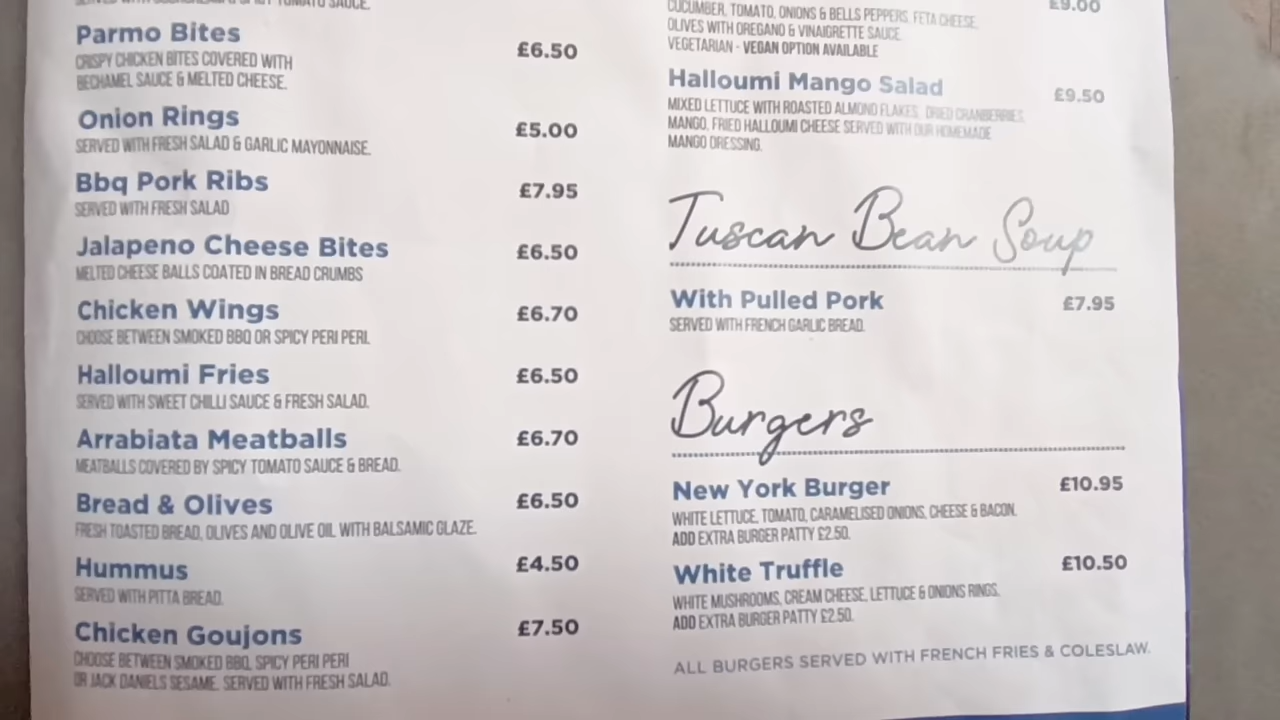 TOMATO SAUCE.
Parmo Bites £6.50
CRISPY CHICKEN BITES COVERED WITH
BECHAMEL SAUCE & MELTED CHEESE.
Onion Rings £5.00
SERVED WITH FRESH SALAD & GARLIC MAYONNAISE.
Bbq Pork Ribs £7.95
SERVED WITH FRESH SALAD
Jalapeno Cheese Bites £6.50
MELTED CHEESE BALLS COATED IN BREAD CRUMBS
Chicken Wings £6.70
CHOOSE BETWEEN SMOKED BBQ OR SPICY PERI PERI.
Halloumi Fries £6.50
SERVED WITH SWEET CHILLI SAUCE & FRESH SALAD.
Arrabiata Meatballs £6.70
MEATBALLS COVERED BY SPICY TOMATO SAUCE & BREAD.
Bread & Olives £6.50
FRESH TOASTED BREAD, OLIVES AND OLIVE OIL WITH BALSAMIC GLAZE.
Hummus £4.50
SERVED WITH PITTA BREAD.
Chicken Goujons £7.50
CHOOSE BETWEEN SMOKED BBQ, SPICY PERI PERI
OR JACK DANIELS SESAME. SERVED WITH FRESH SALAD.
£9.00
CUCUMBER, TOMATO, ONIONS & BELLS PEPPERS, FETA CHEESE,
OLIVES WITH OREGANO & VINAIGRETTE SAUCE.
VEGETARIAN - VEGAN OPTION AVAILABLE
Halloumi Mango Salad £9.50
MIXED LETTUCE WITH ROASTED ALMOND FLAKES, DRIED CRANBERRIES,
MANGO, FRIED HALLOUMI CHEESE SERVED WITH OUR HOMEMADE
MANGO DRESSING.
Tuscan Bean Soup
With Pulled Pork £7.95
SERVED WITH FRENCH GARLIC BREAD.
Burgers
New York Burger £10.95
WHITE LETTUCE, TOMATO, CARAMELISED ONIONS, CHEESE & BACON.
ADD EXTRA BURGER PATTY £2.50.
White Truffle £10.50
WHITE MUSHROOMS, CREAM CHEESE, LETTUCE & ONIONS RINGS.
ADD EXTRA BURGER PATTY £2.50.
ALL BURGERS SERVED WITH FRENCH FRIES & COLESLAW.